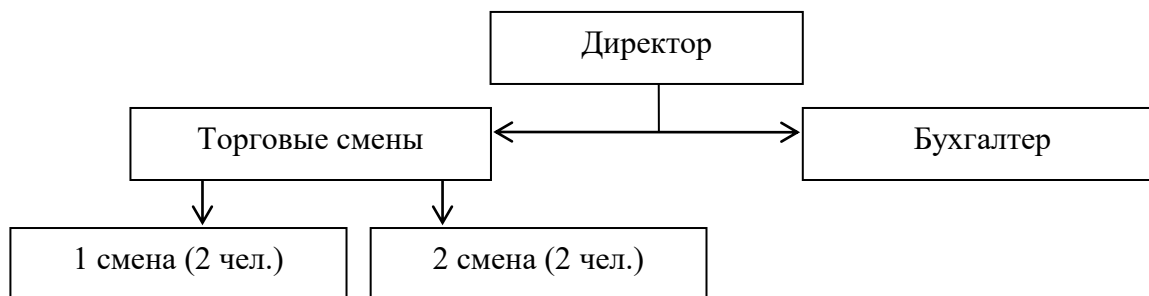 Директор
Торговые смены
Бухгалтер
1 смена (2 чел.)
2 смена (2 чел.)